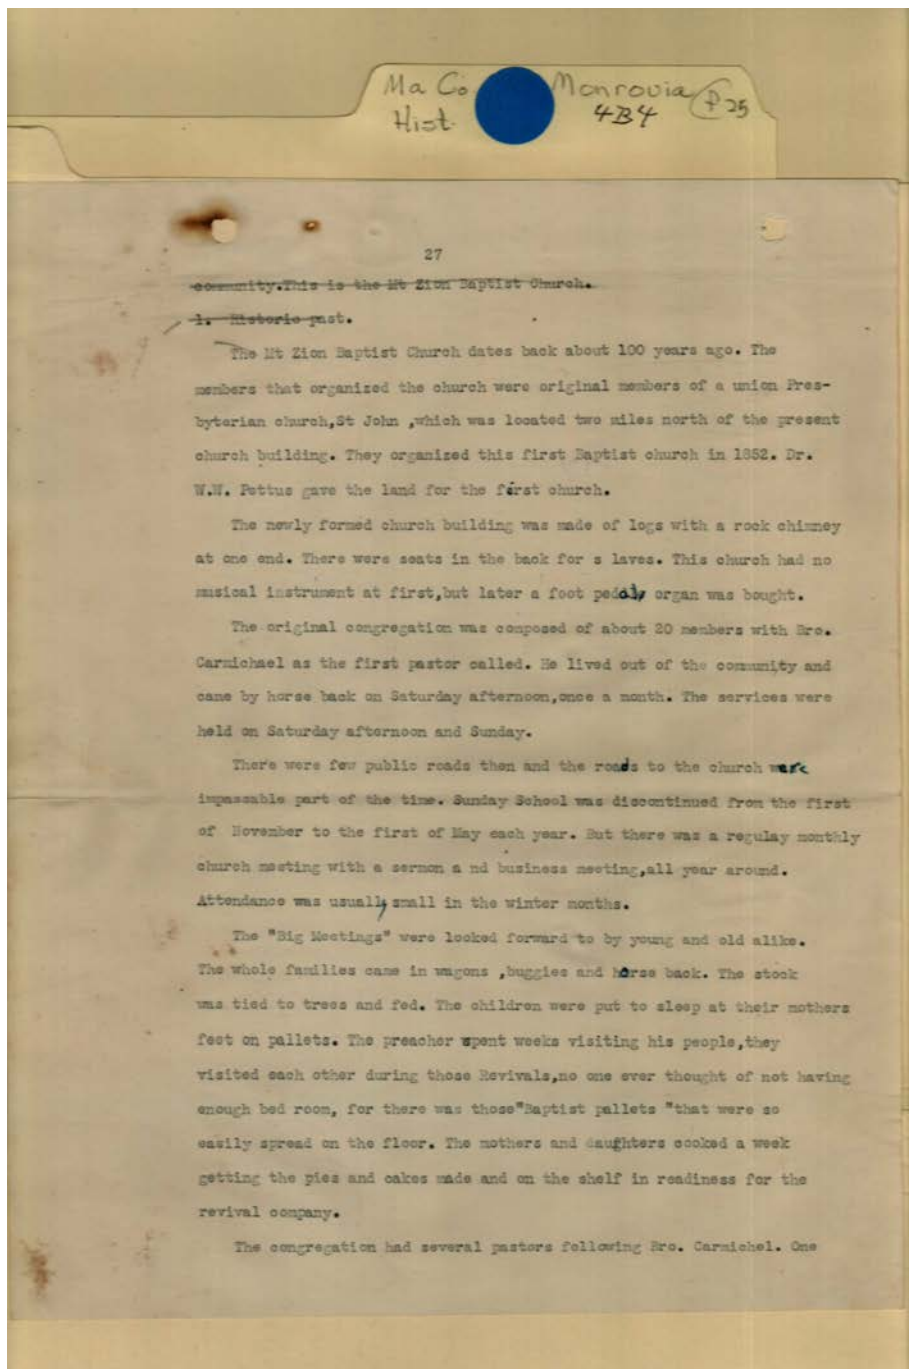 Ma Co Monrovia P25
Hist. 4B4
27
community.This is the Mt Zion Baptist Church.
1. Historic past.
The Mt Zion Baptist Church dates back about 100 years ago. The
members that organized the church were original members of a union Pres-
byterian church,St John ,which was located two miles north of the present
church building. They organized this first Baptist church in 1852. Dr.
W.W. Pettus gave the land for the first church.
The newly formed church building was made of logs with a rock chimney
at one end. There were seats in the back for s laves. This church had no
musical instrument at first,but later a foot peddle organ was bought.
The original congregation was composed of about 20 members with Bro.
Carmichael as the first pastor called. He lived out of the community and
came by horse back on Saturday afternoon,once a month. The services were
held on Saturday afternoon and Sunday.
There were few public roads then and the roads to the church were
impassable part of the time. Sunday School was discontinued from the first
of November to the first of May each year. But there was a regulay monthly
church meeting with a sermon a nd business meeting,all year around.
Attendance was usually small in the winter months.
The "Big Meetings" were looked forward to by young and old alike.
The whole families came in wagons ,buggies and horse back. The stock
was tied to trees and fed. The children were put to sleep at their mothers
feet on pallets. The preacher spent weeks visiting his people,they
visited each other during those Revivals,no one ever thought of not having
enough bed room, for there was those"Baptist pallets "that were so
easily spread on the floor. The mothers and daughters cooked a week
getting the pies and cakes made and on the shelf in readiness for the
revival company.
The congregation had several pastors following Bro. Carmichel. One